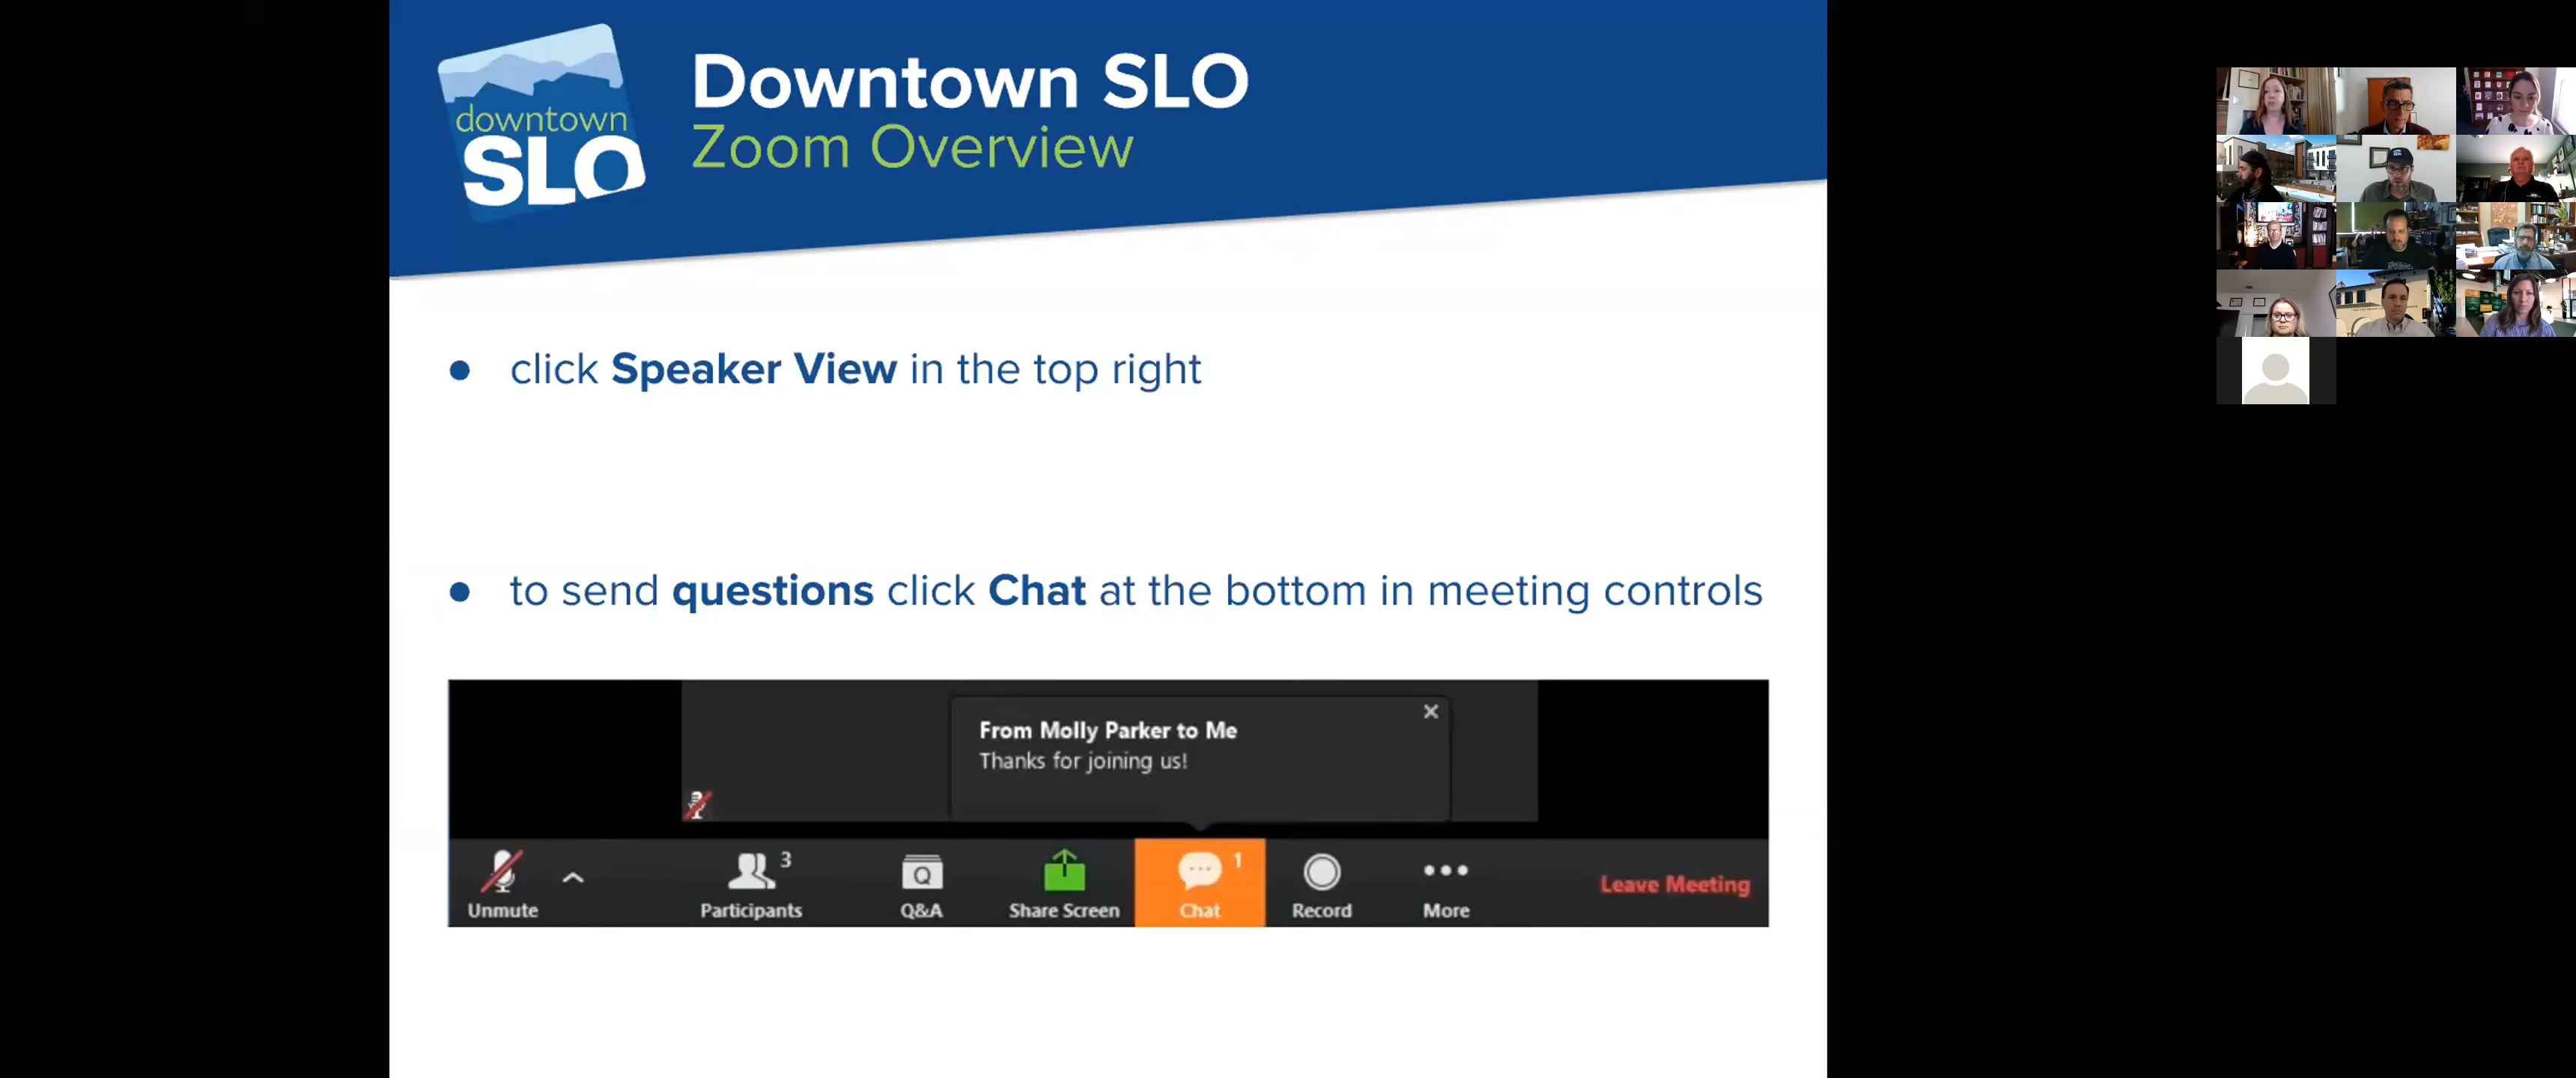 downtown
SLO
Downtown SLO
Zoom Overview
click Speaker View in the top right
to send questions click Chat at the bottom in meeting controls
From Molly Parker to Me
Thanks for joining us!
3
Q
1
Unmute
Participants
Q&A
Share Screen
Chat
Record
More
Leave Meeting